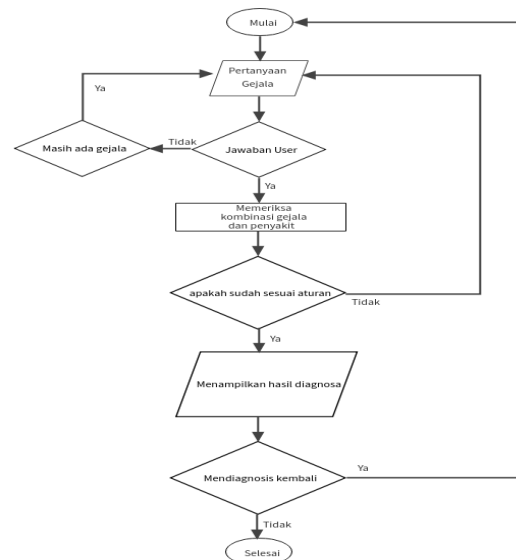 Mulai
Pertanyaan
Gejala
Ya
Masih ada gejala
Tidak
Jawaban User
Ya
Memeriksa
kombinasi gejala
dan penyakit
apakah sudah sesuai aturan
Tidak
Ya
Menampilkan hasil diagnosa
Mendiagnosis kembali
Ya
Tidak
Selesai